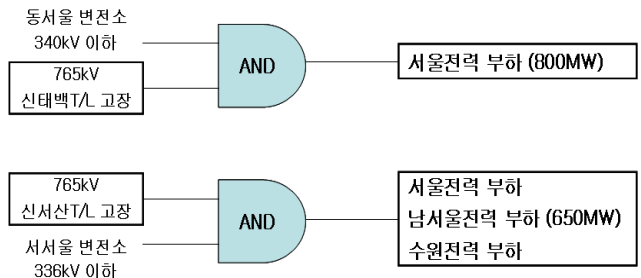 동서울 변전소
340kV 이하
765kV
신태백T/L 고장
AND
서울전력 부하 (800MW)
765kV
신서산T/L 고장
서서울 변전소
336kV 이하
AND
서울전력 부하
남서울전력 부하 (650MW)
수원전력 부하